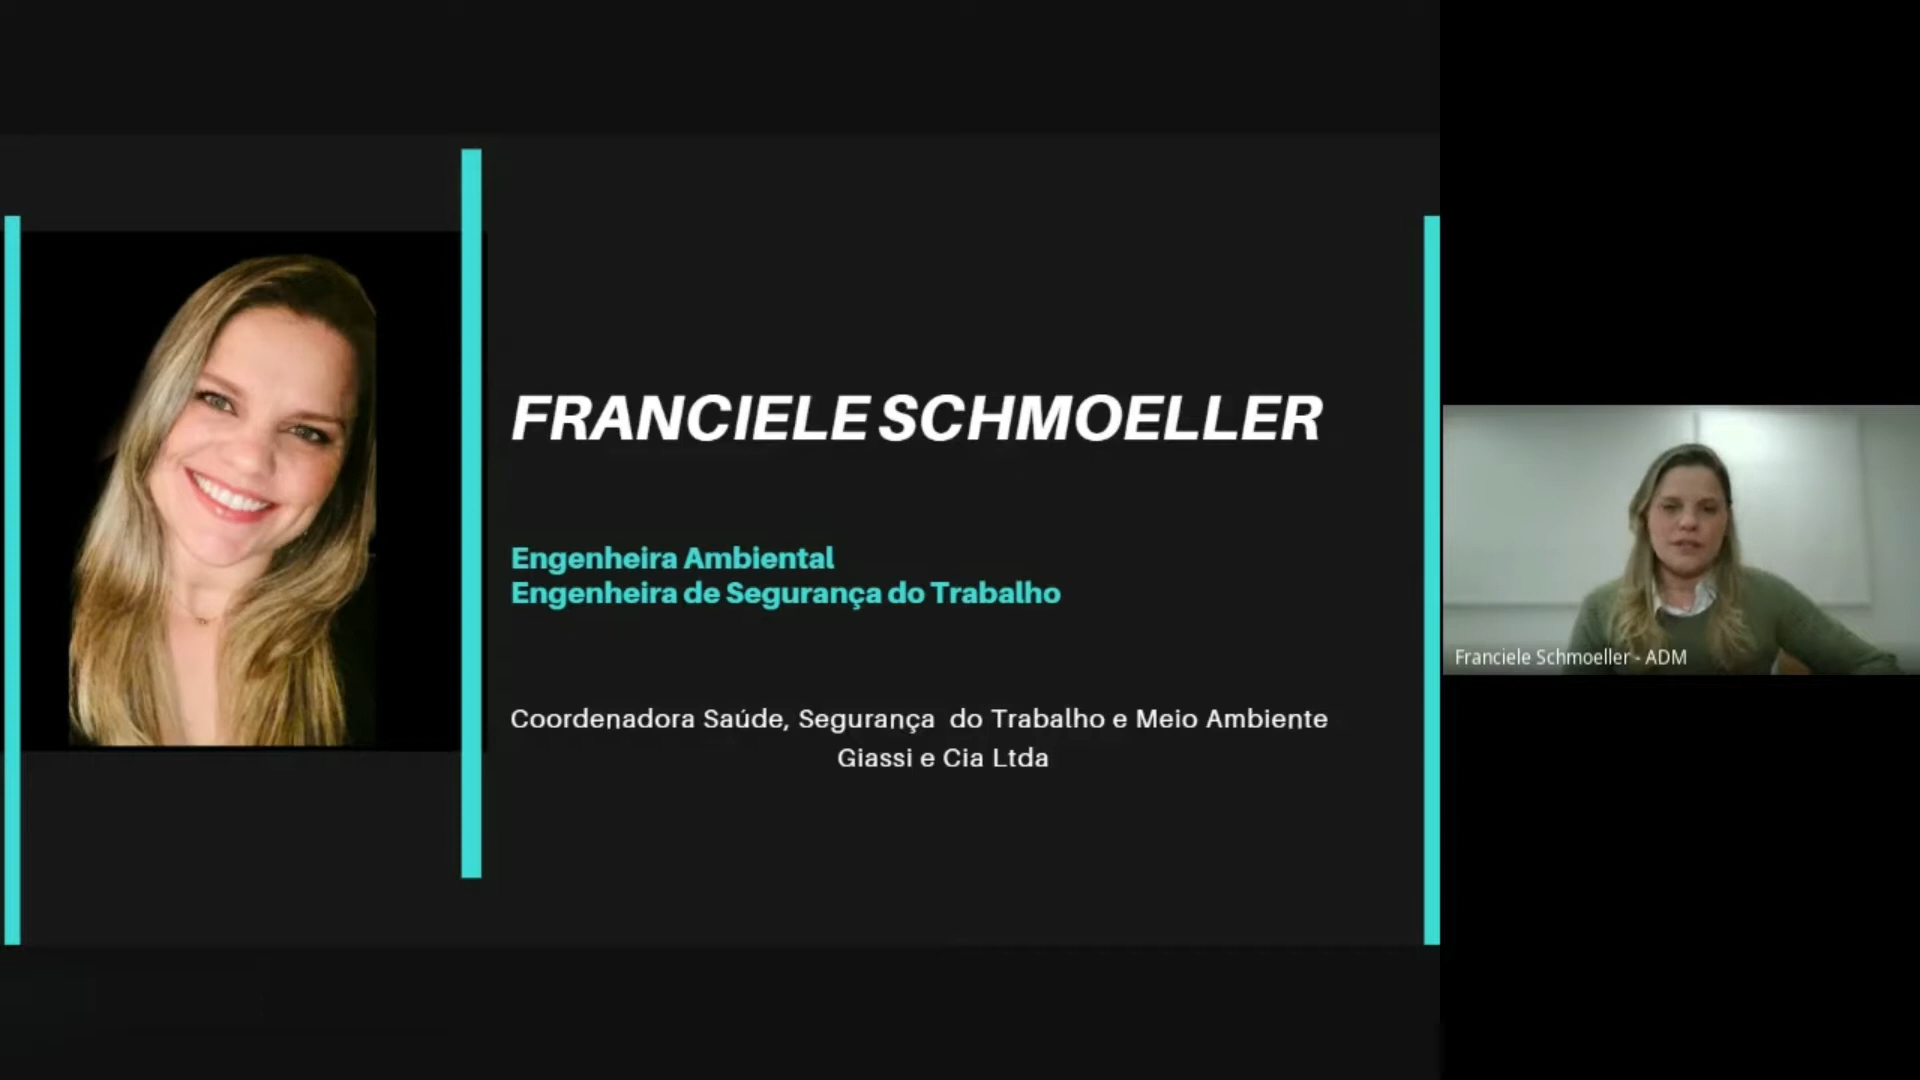 FRANCIELE SCHMOELLER
Engenheira Ambiental
Engenheira de Segurança do Trabalho
Coordenadora Saúde, Segurança do Trabalho e Meio Ambiente
Giassi e Cia Ltda
Franciele Schmoeller - ADM